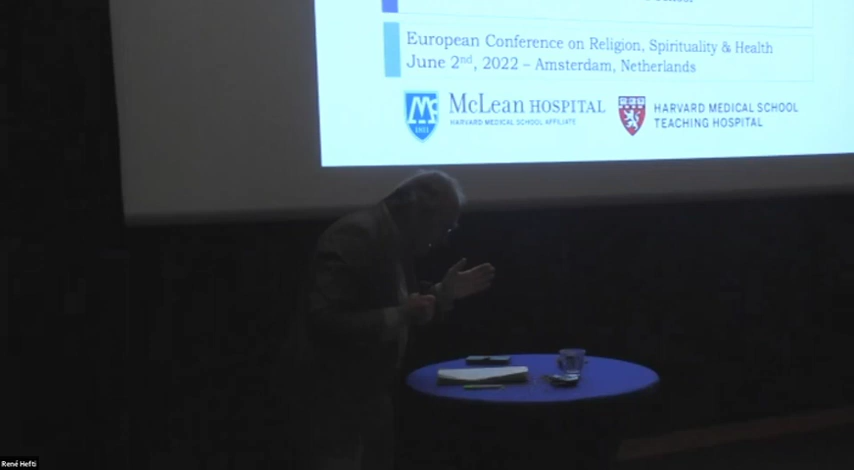 European Conference on Religion, Spirituality & Health
June 2nd, 2022 – Amsterdam, Netherlands
McLean HOSPITAL
HARVARD MEDICAL SCHOOL AFFILIATE
1811
HARVARD MEDICAL SCHOOL
TEACHING HOSPITAL
René Hefti